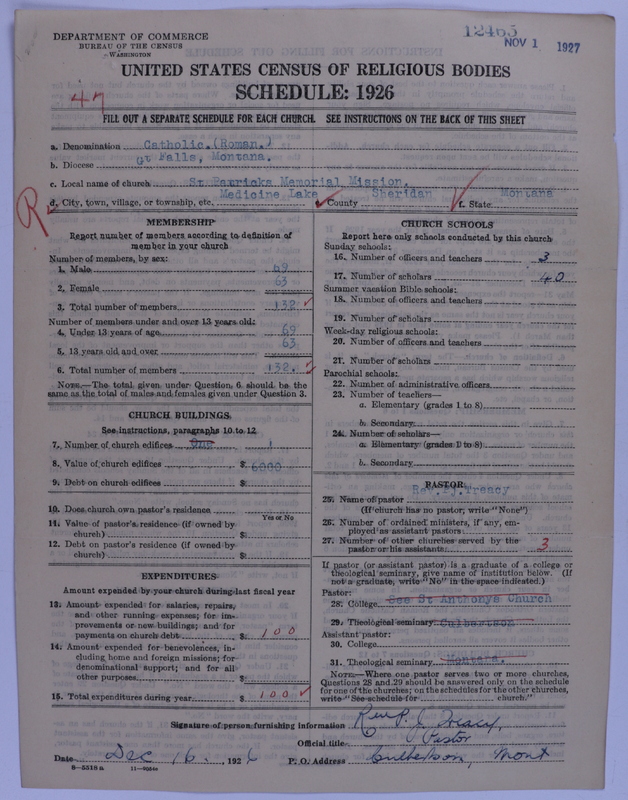 DEPARTMENT OF COMMERCE
BUREAU OF THE CENSUS
WASHINGTON
12465
NOV 1 1927
UNITED STATES CENSUS OF RELIGIOUS BODIES
SCHEDULE: 1926
47
FILL OUT A SEPARATE SCHEDULE FOR EACH CHURCH. SEE INSTRUCTIONS ON THE BACK OF THIS SHEET
a. Denomination Catholic.(Roman.)
b. Diocese Gt Falls, Montana.
c. Local name of church St Patricks Memorial Mission.
d. City, town, village, or township, etc. Medicine Lake County Sheridan f. State Montana
R
MEMBERSHIP
Report number of members according to definition of
member in your church
Number of members, by sex:
1. Male 69
2. Female 63
3. Total number of members 132
Number of members under and over 13 years old:
4. Under 13 years of age 69
5. 13 years old and over 63
6. Total number of members 132.
NOTE.—The total given under Question 6 should be the
same as the total of males and females given under Question 3.
CHURCH BUILDINGS
See instructions, paragraphs 10 to 12
7. Number of church edifices One 1
8. Value of church edifices $ 6000
9. Debt on church edifices $
10. Does church own pastor's residence
Yes or No
11. Value of pastor's residence (if owned by
church) $
12. Debt on pastor's residence (if owned by
church) $
EXPENDITURES
Amount expended by your church during last fiscal year
13. Amount expended for salaries, repairs,
and other running expenses; for im-
provements or new buildings; and for
payments on church debt $ 100
14. Amount expended for benevolences, in-
cluding home and foreign missions; for
denominational support; and for all
other purposes $
15. Total expenditures during year $ 100
CHURCH SCHOOLS
Report here only schools conducted by this church
Sunday schools:
16. Number of officers and teachers 3
17. Number of scholars 40
Summer vacation Bible schools:
18. Number of officers and teachers
19. Number of scholars
Week-day religious schools:
20. Number of officers and teachers
21. Number of scholars
Parochial schools:
22. Number of administrative officers
23. Number of teachers—
a. Elementary (grades 1 to 8)
b. Secondary
24. Number of scholars—
a. Elementary (grades 1 to 8)
b. Secondary
PASTOR
25. Name of pastor Rev. PJ.Treacy
(If church has no pastor, write "None")
26. Number of ordained ministers, if any, em-
ployed as assistant pastors
27. Number of other churches served by the
pastor or his assistants 3
If pastor (or assistant pastor) is a graduate of a college or
theological seminary, give name of institution below. (If
not a graduate, write "No" in the space indicated.)
Pastor:
28. College See St Anthonys Church
29. Theological seminary Culbertson
Assistant pastor:
30. College
31. Theological seminary Montana.
NOTE.—Where one pastor serves two or more churches,
Questions 28 and 29 should be answered only on the schedule
for one of the churches; on the schedules for the other churches,
write "See schedule for church."
Signature of person furnishing information Rev P. J. Treacy,
Official title Pastor
Date Dec 16. , 1926 P. O. Address Culbertson, Mont
8—5518a 11—9064a